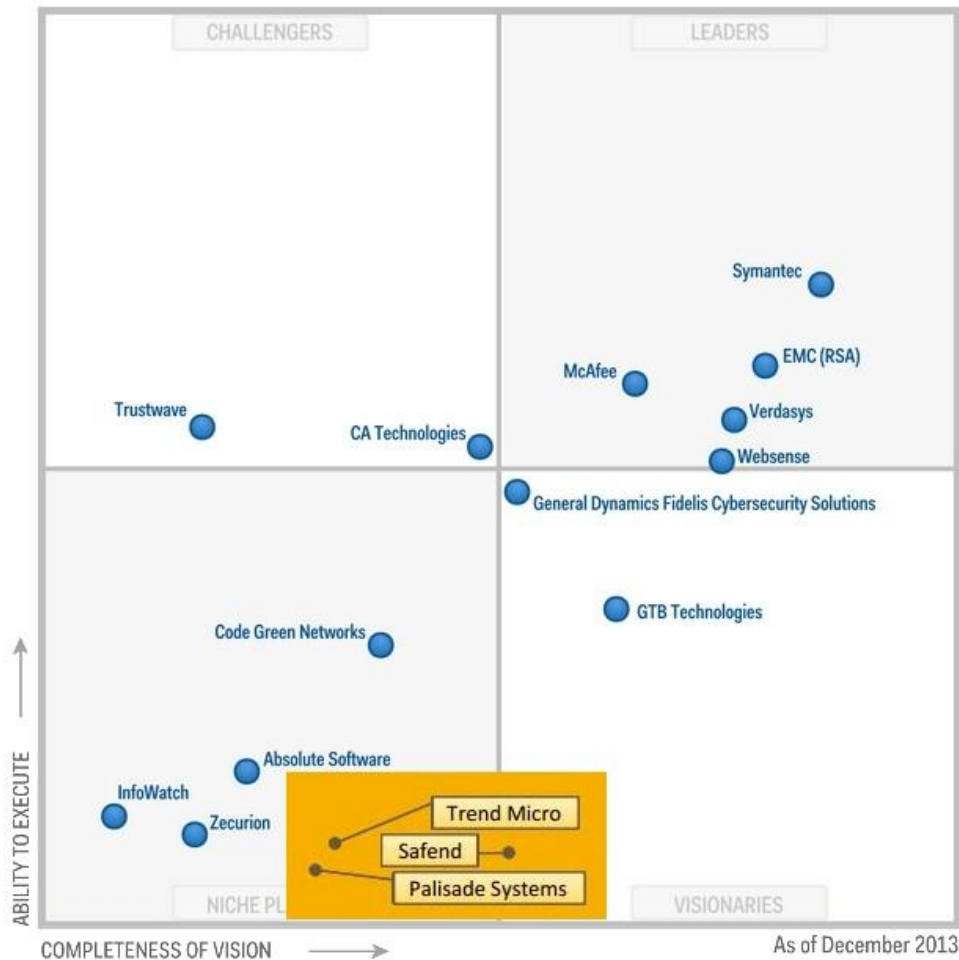 CHALLENGERS
LEADERS
Symantec
EMC (RSA)
McAfee
Trustwave
Verdasys
CA Technologies
Websense
General Dynamics Fidelis Cybersecurity Solutions
GTB Technologies
Code Green Networks
Absolute Software
InfoWatch
Zecurion
Trend Micro
Safend
Palisade Systems
NICHE PL
VISIONARIES
ABILITY TO EXECUTE
COMPLETENESS OF VISION
As of December 2013